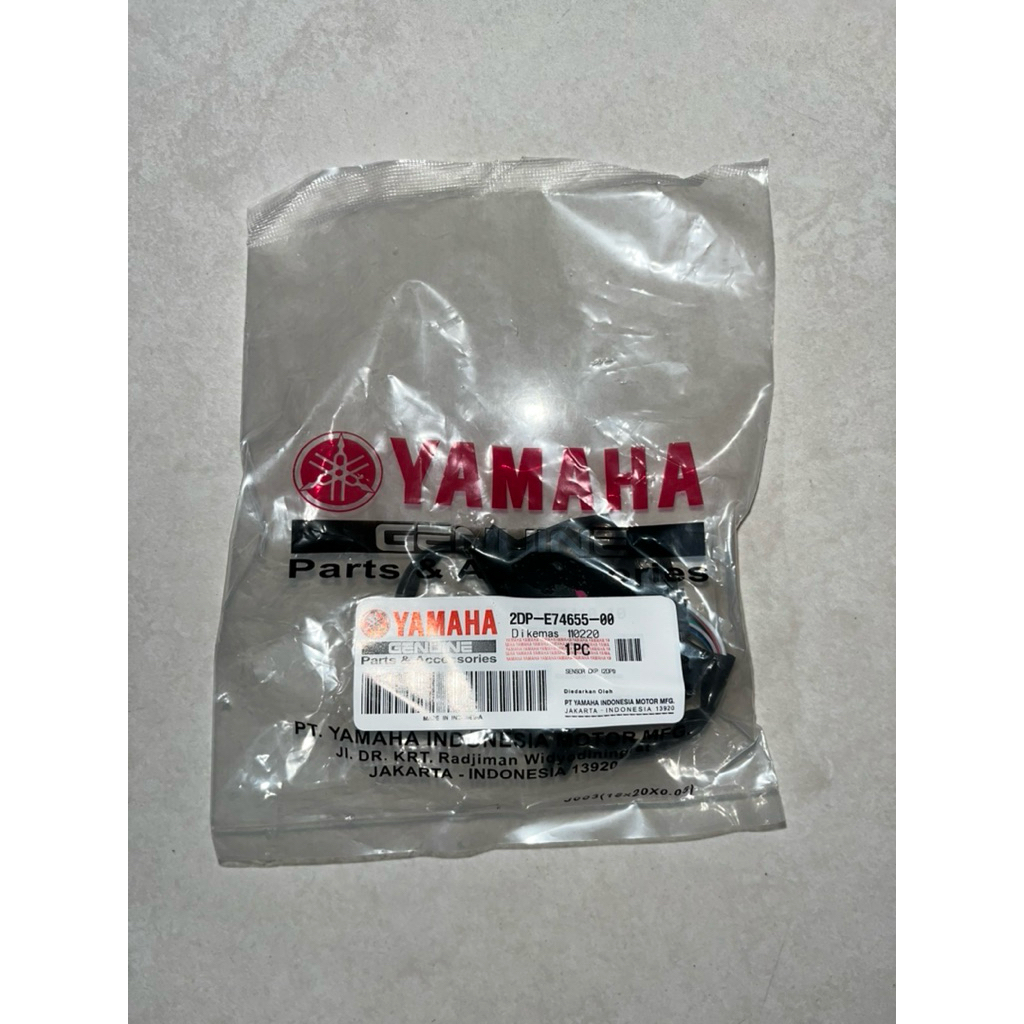 YAMAHA
GENUINE
Parts & Accessories
YAMAHA
GENUINE
Parts & Accessories
MADE IN INDONESIA
2DP-E74655-00
Dikemas 110220
1 PC
SENSOR CKP (2DP)
Diedarkan Oleh
PT YAMAHA INDONESIA MOTOR MFG.
JAKARTA - INDONESIA 13920
PT. YAMAHA INDONESIA MOTOR MFG.
Jl. DR. KRT. Radjiman
JAKARTA - INDONESIA 13920